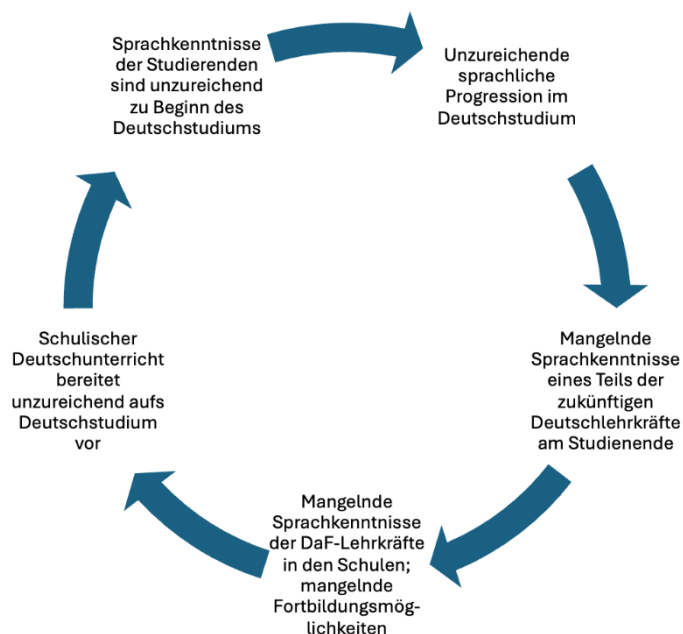 Sprachkenntnisse
der Studierenden
sind unzureichend
zu Beginn des
Deutschstudiums
Unzureichende
sprachliche
Progression im
Deutschstudium
Mangelnde
Sprachkenntnisse
eines Teils der
zukünftigen
Deutschlehrkräfte
am Studienende
Mangelnde
Sprachkenntnisse
der DaF-Lehrkräfte
in den Schulen;
mangelnde
Fortbildungsmög-
lichkeiten
Schulischer
Deutschunterricht
bereitet
unzureichend aufs
Deutschstudium
vor